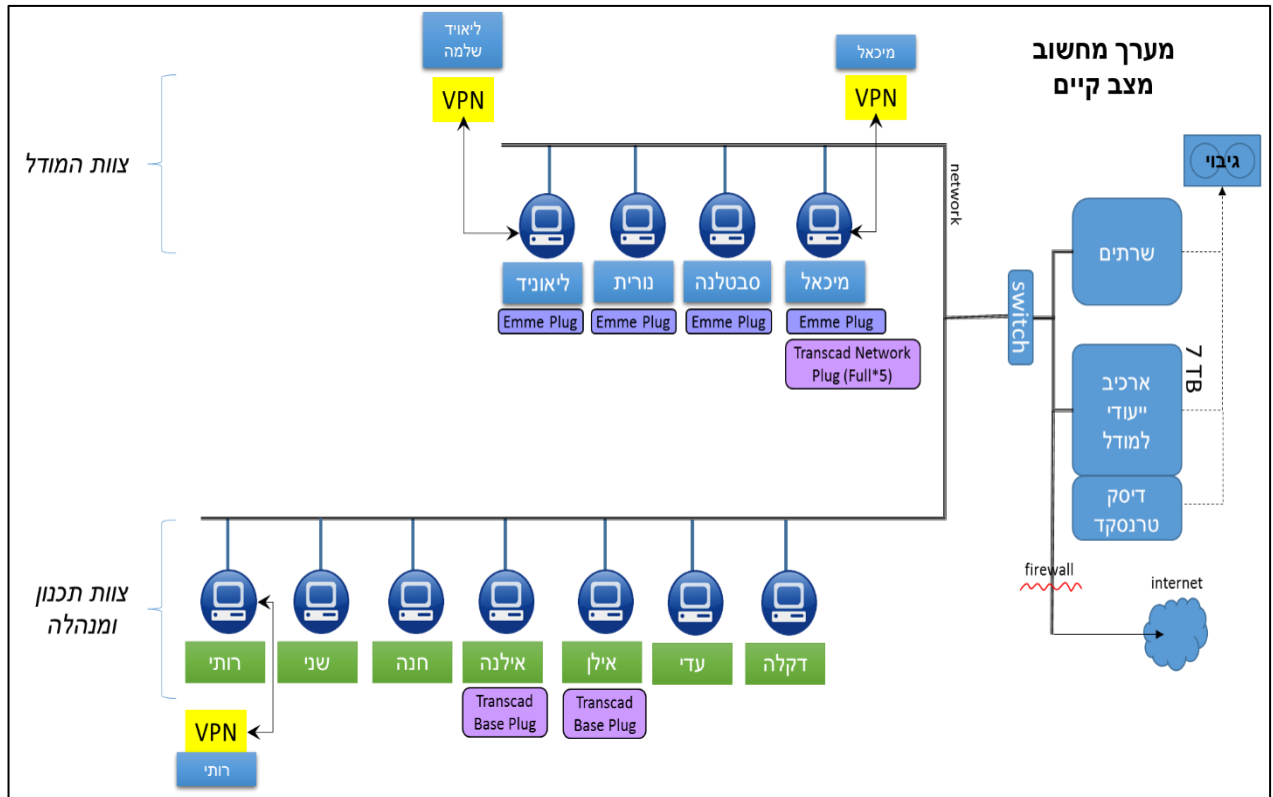 מערך מחשוב
מצב קיים
ליאויד
שלמה
VPN
מיכאל
VPN
צוות המודל
network
ליאוניד
נורית
סבטלנה
מיכאל
Emme Plug
Emme Plug
Emme Plug
Emme Plug
Transcad Network
Plug (Full*5)
switch
גיבוי
שרתים
7 TB
ארכיב
ייעודי
למודל
דיסק
טרנסקד
firewall
internet
צוות תכנון
ומנהלה
רותי
שני
חנה
אילנה
אילן
עדי
דקלה
Transcad
Base Plug
Transcad
Base Plug
VPN
רותי